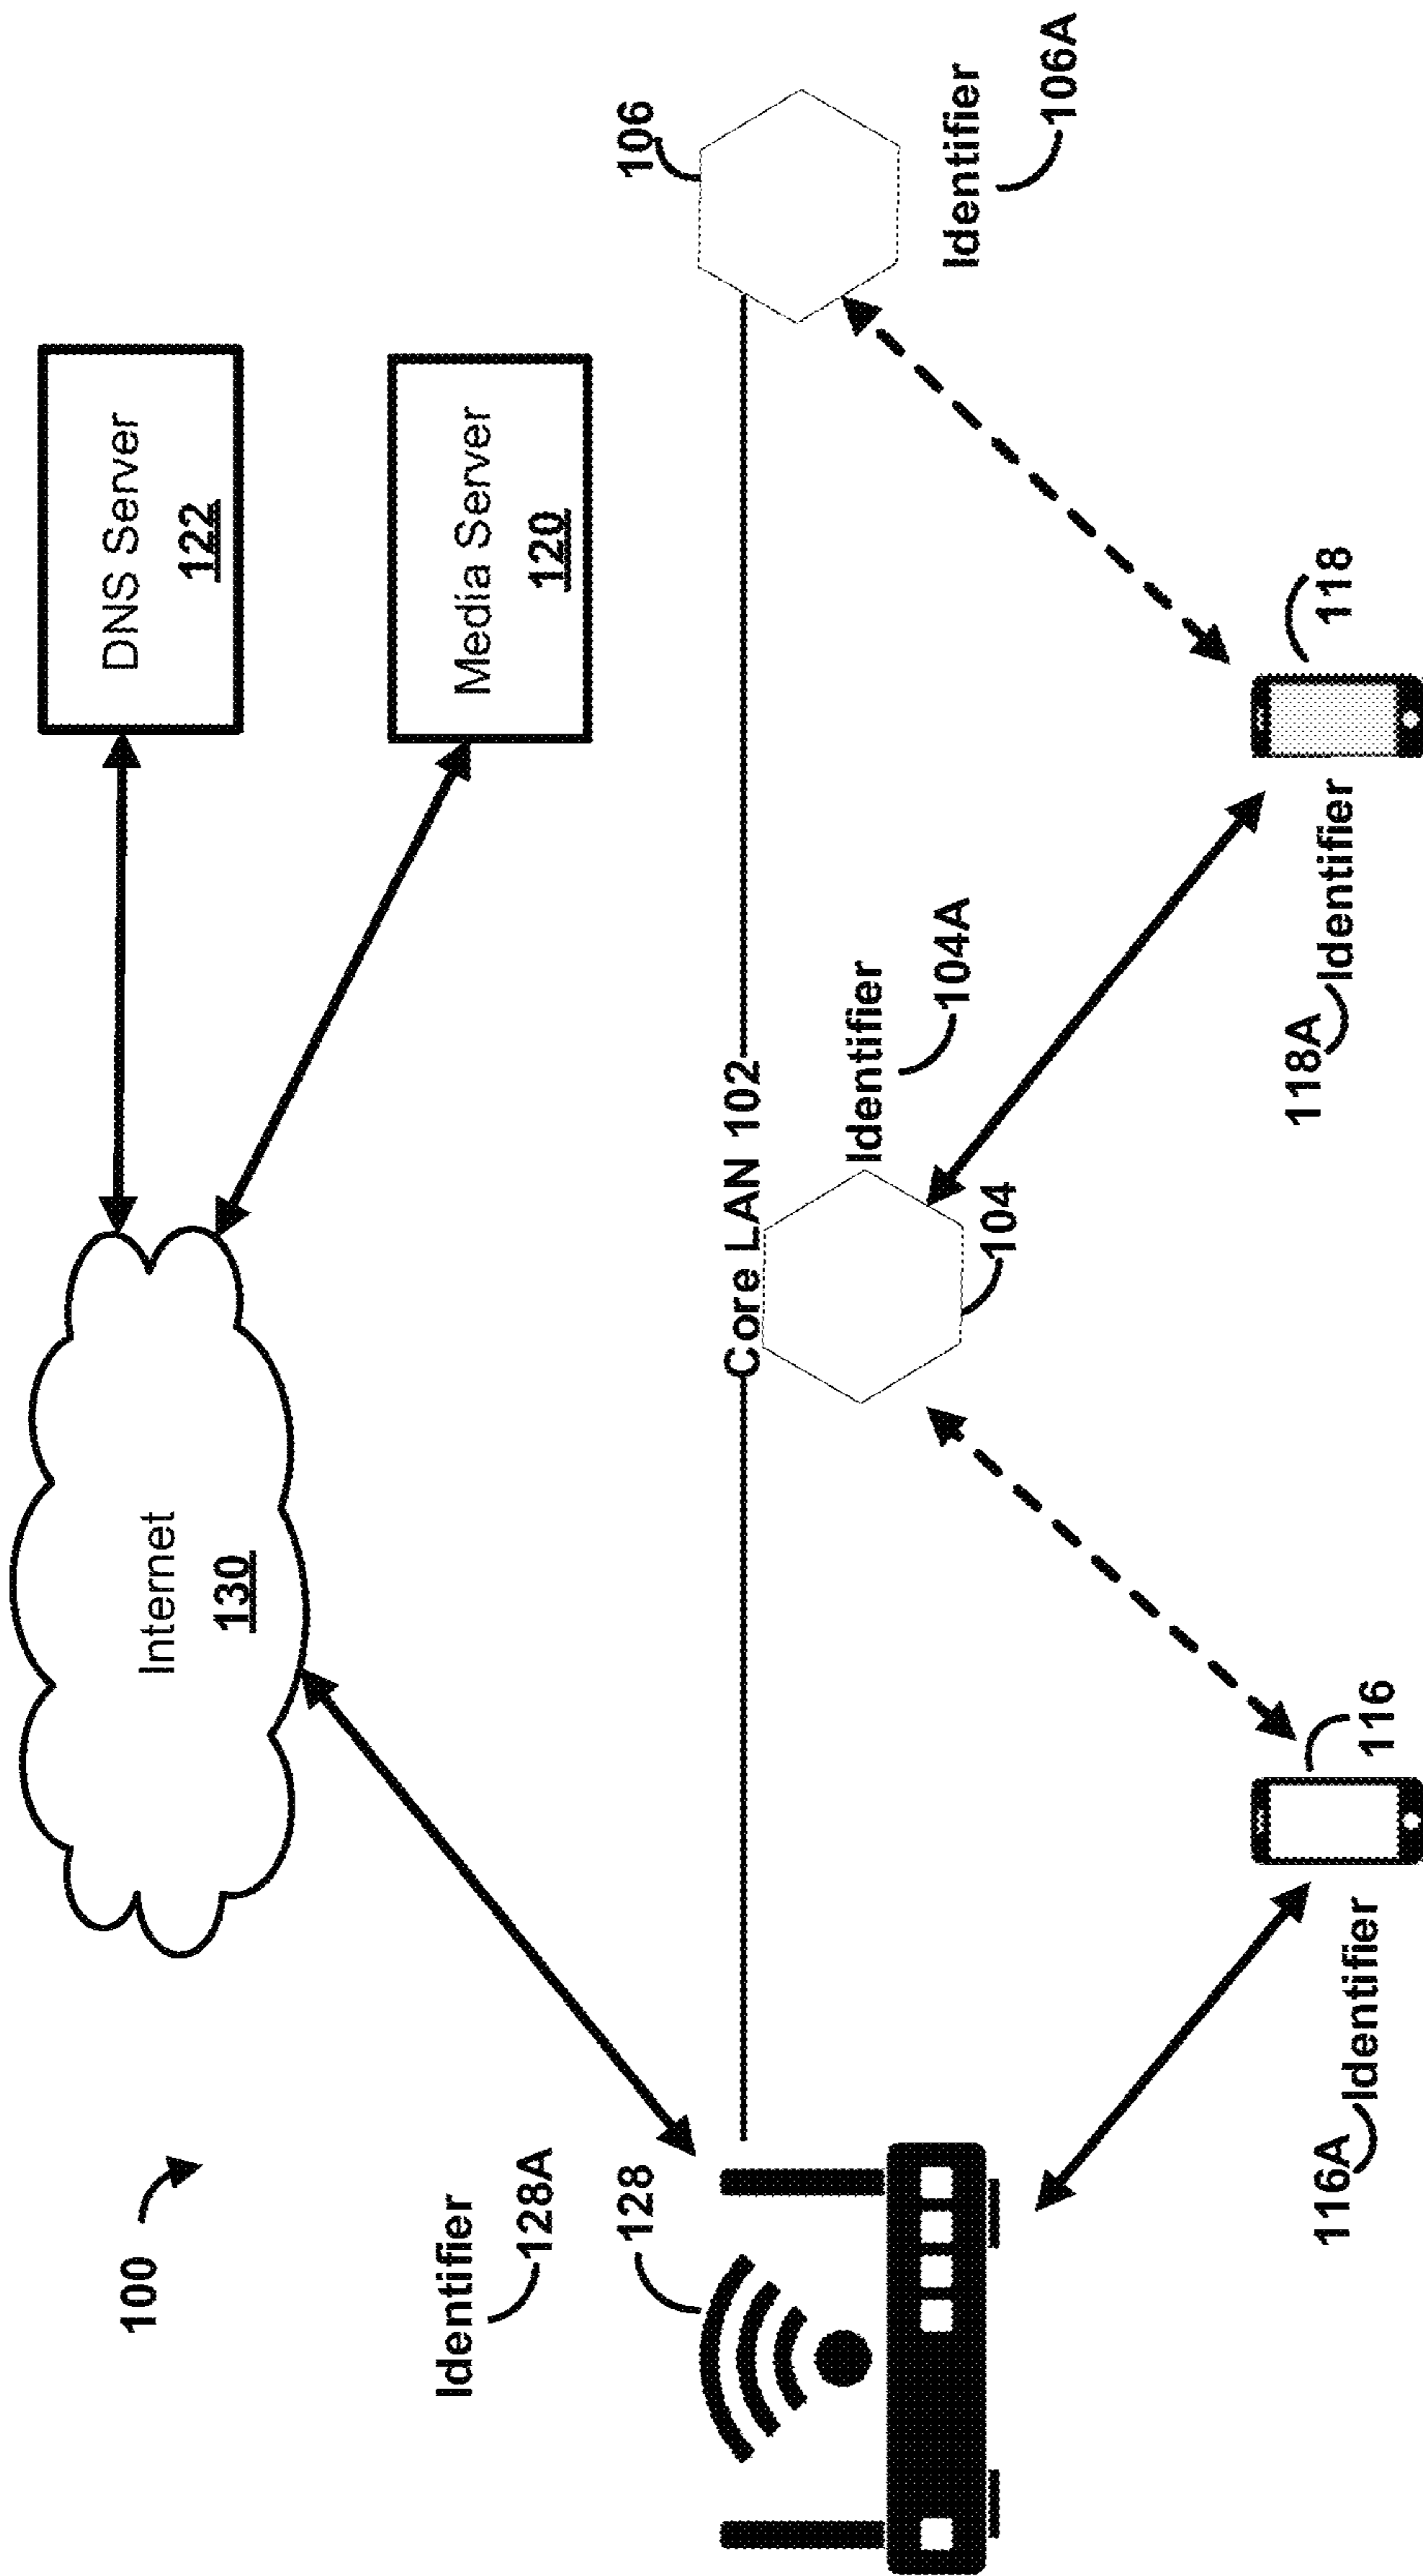 100
Internet
130
DNS Server
122
Media Server
120
Identifier
128A
128
Core LAN 102
106
Identifier
106A
Identifier
104A
104
116
116A Identifier
118
118A Identifier